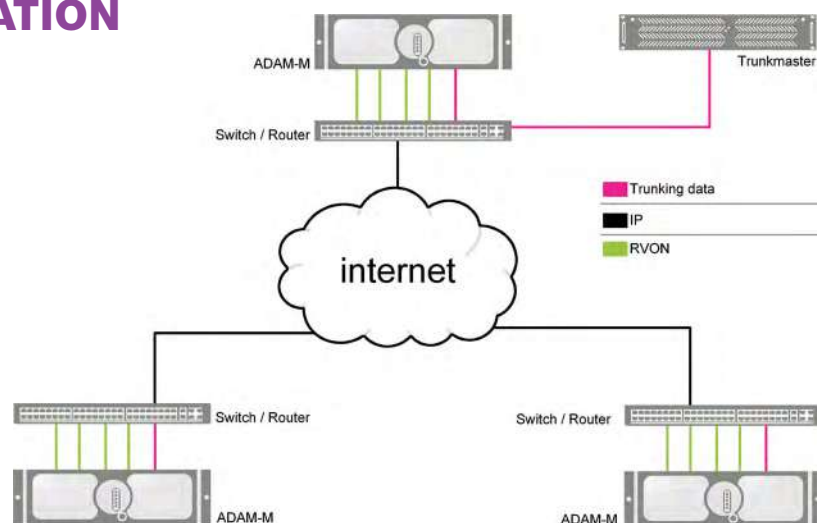 ATION
ADAM-M
Trunkmaster
Switch / Router
Trunking data
IP
RVON
internet
Switch / Router
Switch / Router
ADAM-M
ADAM-M